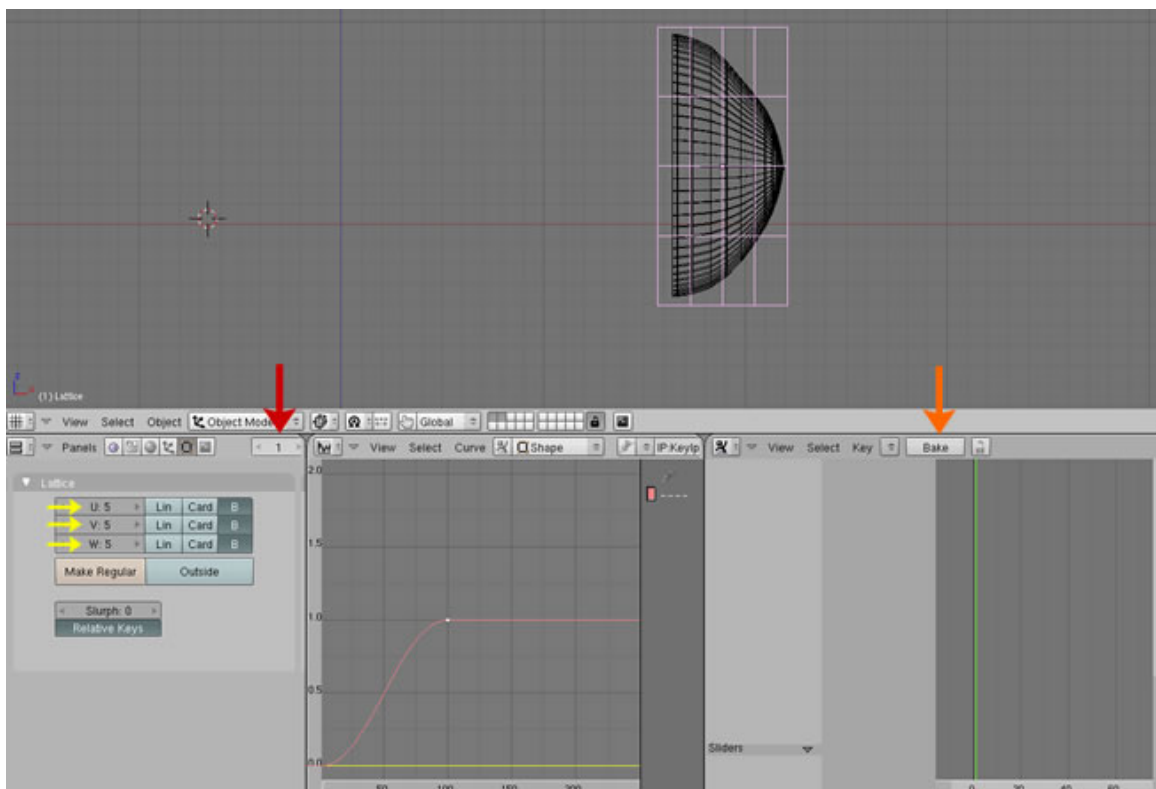 z
x
(1) Lattice
View Select Object Object Mode Global
Panels 1 View Select Curve Shape IP:KeyIp View Select Key Bake
Lattice
U: 5 Lin Card B
V: 5 Lin Card B
W: 5 Lin Card B
Make Regular Outside
Slurph: 0
Relative Keys
2.0
1.5
1.0
0.5
0.0
Sliders
50 100 150 200
0 20 40 60